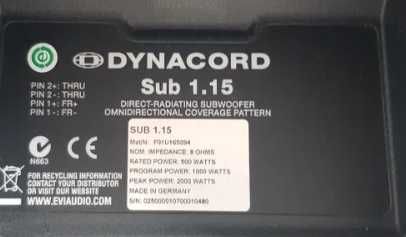 DYNACORD
Sub 1.15
PIN 2+: THRU
PIN 2-: THRU
PIN 1+: FR+
PIN 1-: FR-
DIRECT-RADIATING SUBWOOFER
OMNIDIRECTIONAL COVERAGE PATTERN
N663
CE
FOR RECYCLING INFORMATION
CONTACT YOUR DISTRIBUTOR
OR VISIT OUR WEBSITE
WWW.EVIAUDIO.COM
SUB 1.15
NOM. IMPEDANCE: 8 OHMS
RATED POWER: 500 WATTS
PROGRAM POWER: 1000 WATTS
PEAK POWER: 2000 WATTS
MADE IN GERMANY
S/N: